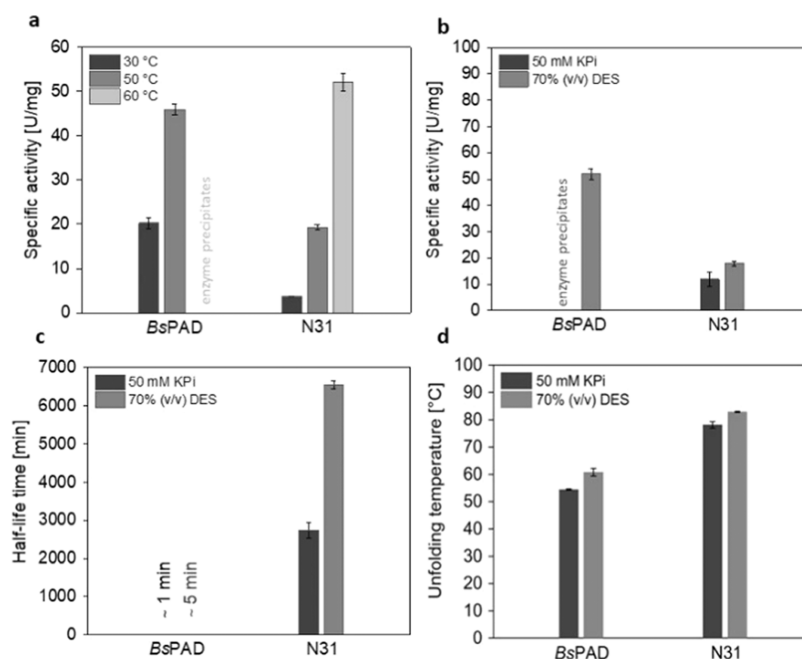 a
Specific activity [U/mg]
60
50
40
30
20
10
0
30 °C
50 °C
60 °C
enzyme precipitates
BsPAD
N31
b
Specific activity [U/mg]
100
90
80
70
60
50
40
30
20
10
0
50 mM KPi
70% (v/v) DES
enzyme precipitates
BsPAD
N31
c
Half-life time [min]
7000
6000
5000
4000
3000
2000
1000
0
50 mM KPi
70% (v/v) DES
~ 1 min
~ 5 min
BsPAD
N31
d
Unfolding temperature [°C]
100
90
80
70
60
50
40
30
20
10
0
50 mM KPi
70% (v/v) DES
BsPAD
N31